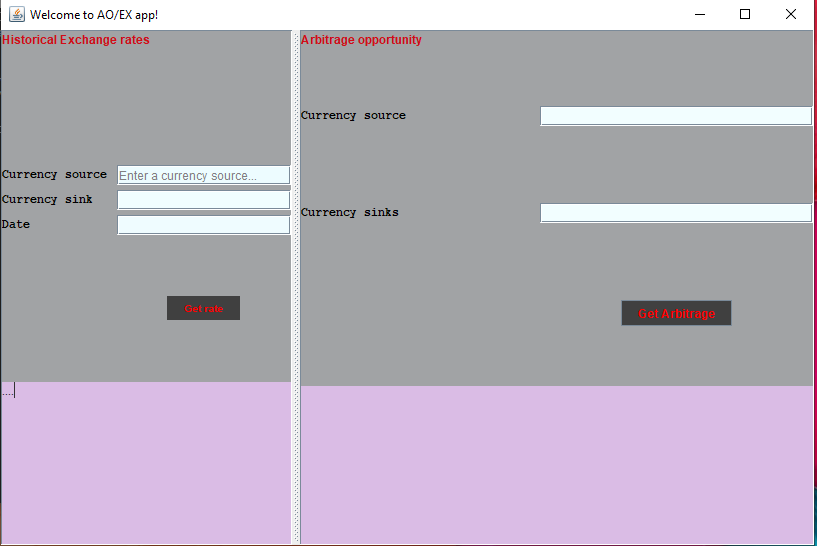 Welcome to AO/EX app!
Historical Exchange rates
Currency source
Enter a currency source...
Currency sink
Date
Get rate
....
Arbitrage opportunity
Currency source
Currency sinks
Get Arbitrage